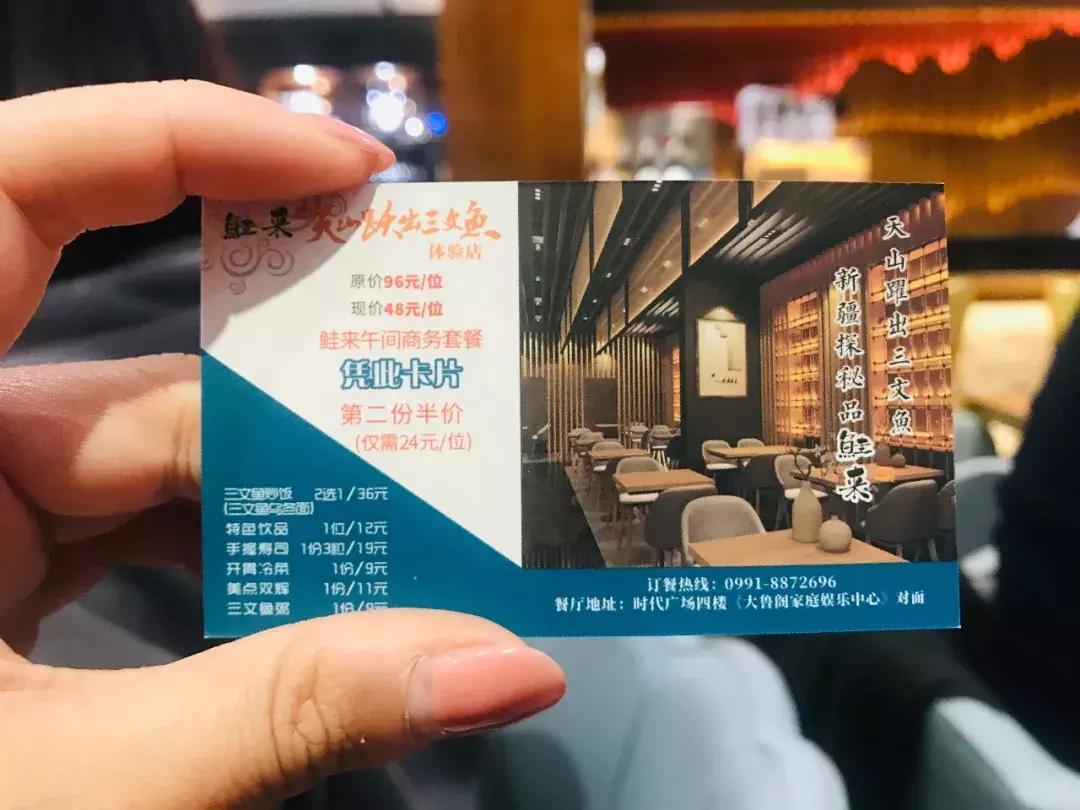 鲑来 天山跃出三文鱼
体验店
原价96元/位
现价48元/位
鲑来午间商务套餐
凭此卡片
第二份半价
(仅需24元/位)
三文鱼炒饭 2选1/36元
(三文鱼乌冬面)
特色饮品 1位/12元
手握寿司 1份3粒/19元
开胃冷菜 1份/9元
美点双辉 1份/11元
三文鱼粥 1份/9元
天山躍出三文魚
新疆探秘品鲑来
订餐热线：0991-8872696
餐厅地址：时代广场四楼《大鲁阁家庭娱乐中心》对面